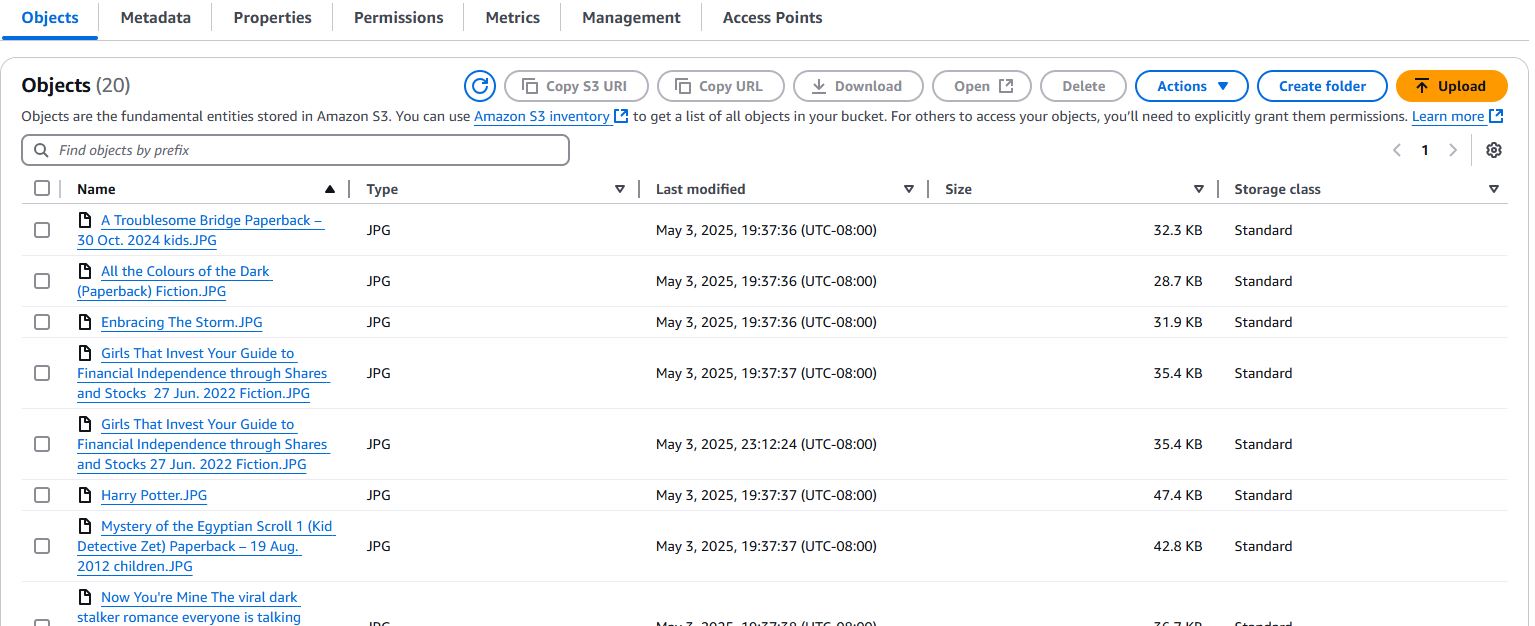 Objects Metadata Properties Permissions Metrics Management Access Points
Objects (20) Copy S3 URI Copy URL Download Open Delete Actions Create folder Upload
Objects are the fundamental entities stored in Amazon S3. You can use Amazon S3 inventory to get a list of all objects in your bucket. For others to access your objects, you'll need to explicitly grant them permissions. Learn more
Find objects by prefix 1
Name Type Last modified Size Storage class
A Troublesome Bridge Paperback –
30 Oct. 2024 kids.JPG
JPG May 3, 2025, 19:37:36 (UTC-08:00) 32.3 KB Standard
All the Colours of the Dark
(Paperback) Fiction.JPG
JPG May 3, 2025, 19:37:36 (UTC-08:00) 28.7 KB Standard
Enbracing The Storm.JPG JPG May 3, 2025, 19:37:36 (UTC-08:00) 31.9 KB Standard
Girls That Invest Your Guide to
Financial Independence through Shares
and Stocks  27 Jun. 2022 Fiction.JPG
JPG May 3, 2025, 19:37:37 (UTC-08:00) 35.4 KB Standard
Girls That Invest Your Guide to
Financial Independence through Shares
and Stocks 27 Jun. 2022 Fiction.JPG
JPG May 3, 2025, 23:12:24 (UTC-08:00) 35.4 KB Standard
Harry Potter.JPG JPG May 3, 2025, 19:37:37 (UTC-08:00) 47.4 KB Standard
Mystery of the Egyptian Scroll 1 (Kid
Detective Zet) Paperback – 19 Aug.
2012 children.JPG
JPG May 3, 2025, 19:37:37 (UTC-08:00) 42.8 KB Standard
Now You're Mine The viral dark
stalker romance everyone is talking